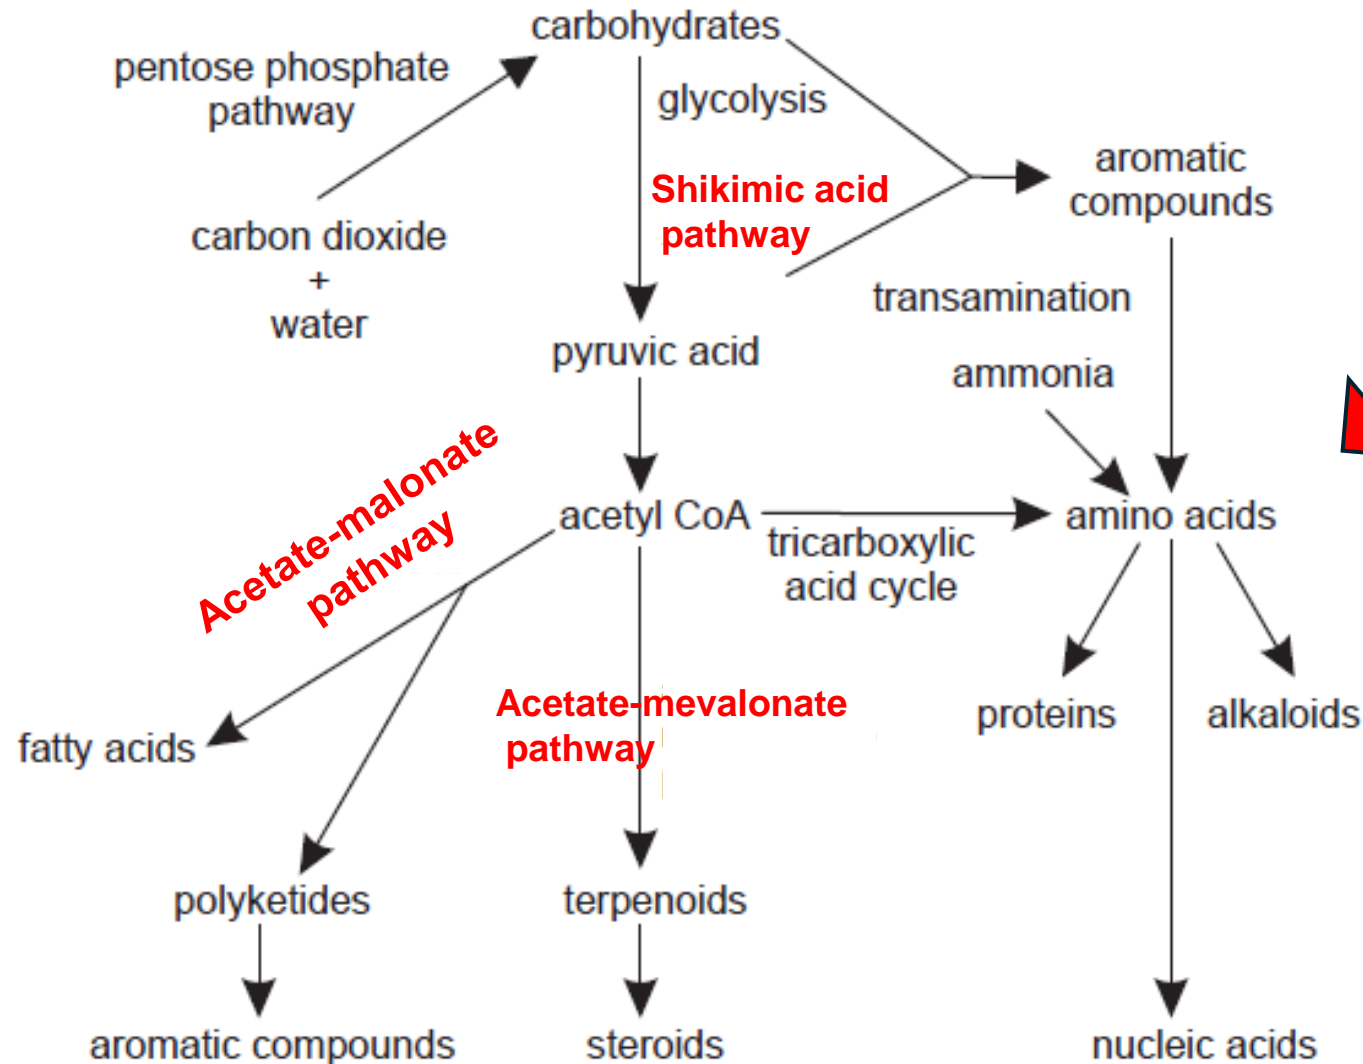 carbohydrates
pentose phosphate
pathway
glycolysis
aromatic
compounds
Shikimic acid
pathway
carbon dioxide
+
water
transamination
pyruvic acid
ammonia
Acetate-malonate
pathway
acetyl CoA
tricarboxylic
acid cycle
amino acids
Acetate-mevalonate
pathway
proteins
alkaloids
fatty acids
polyketides
terpenoids
aromatic compounds
steroids
nucleic acids